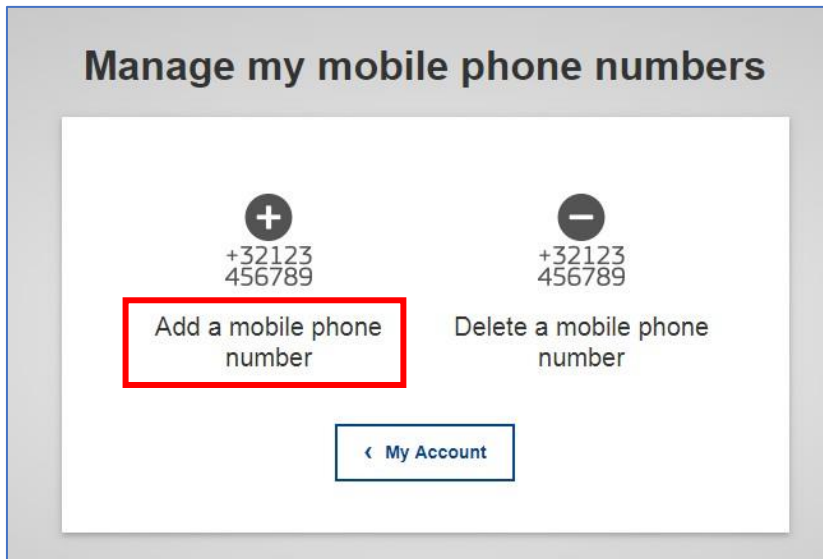 Manage my mobile phone numbers
+32123
456789
Add a mobile phone
number
+32123
456789
Delete a mobile phone
number
‹ My Account